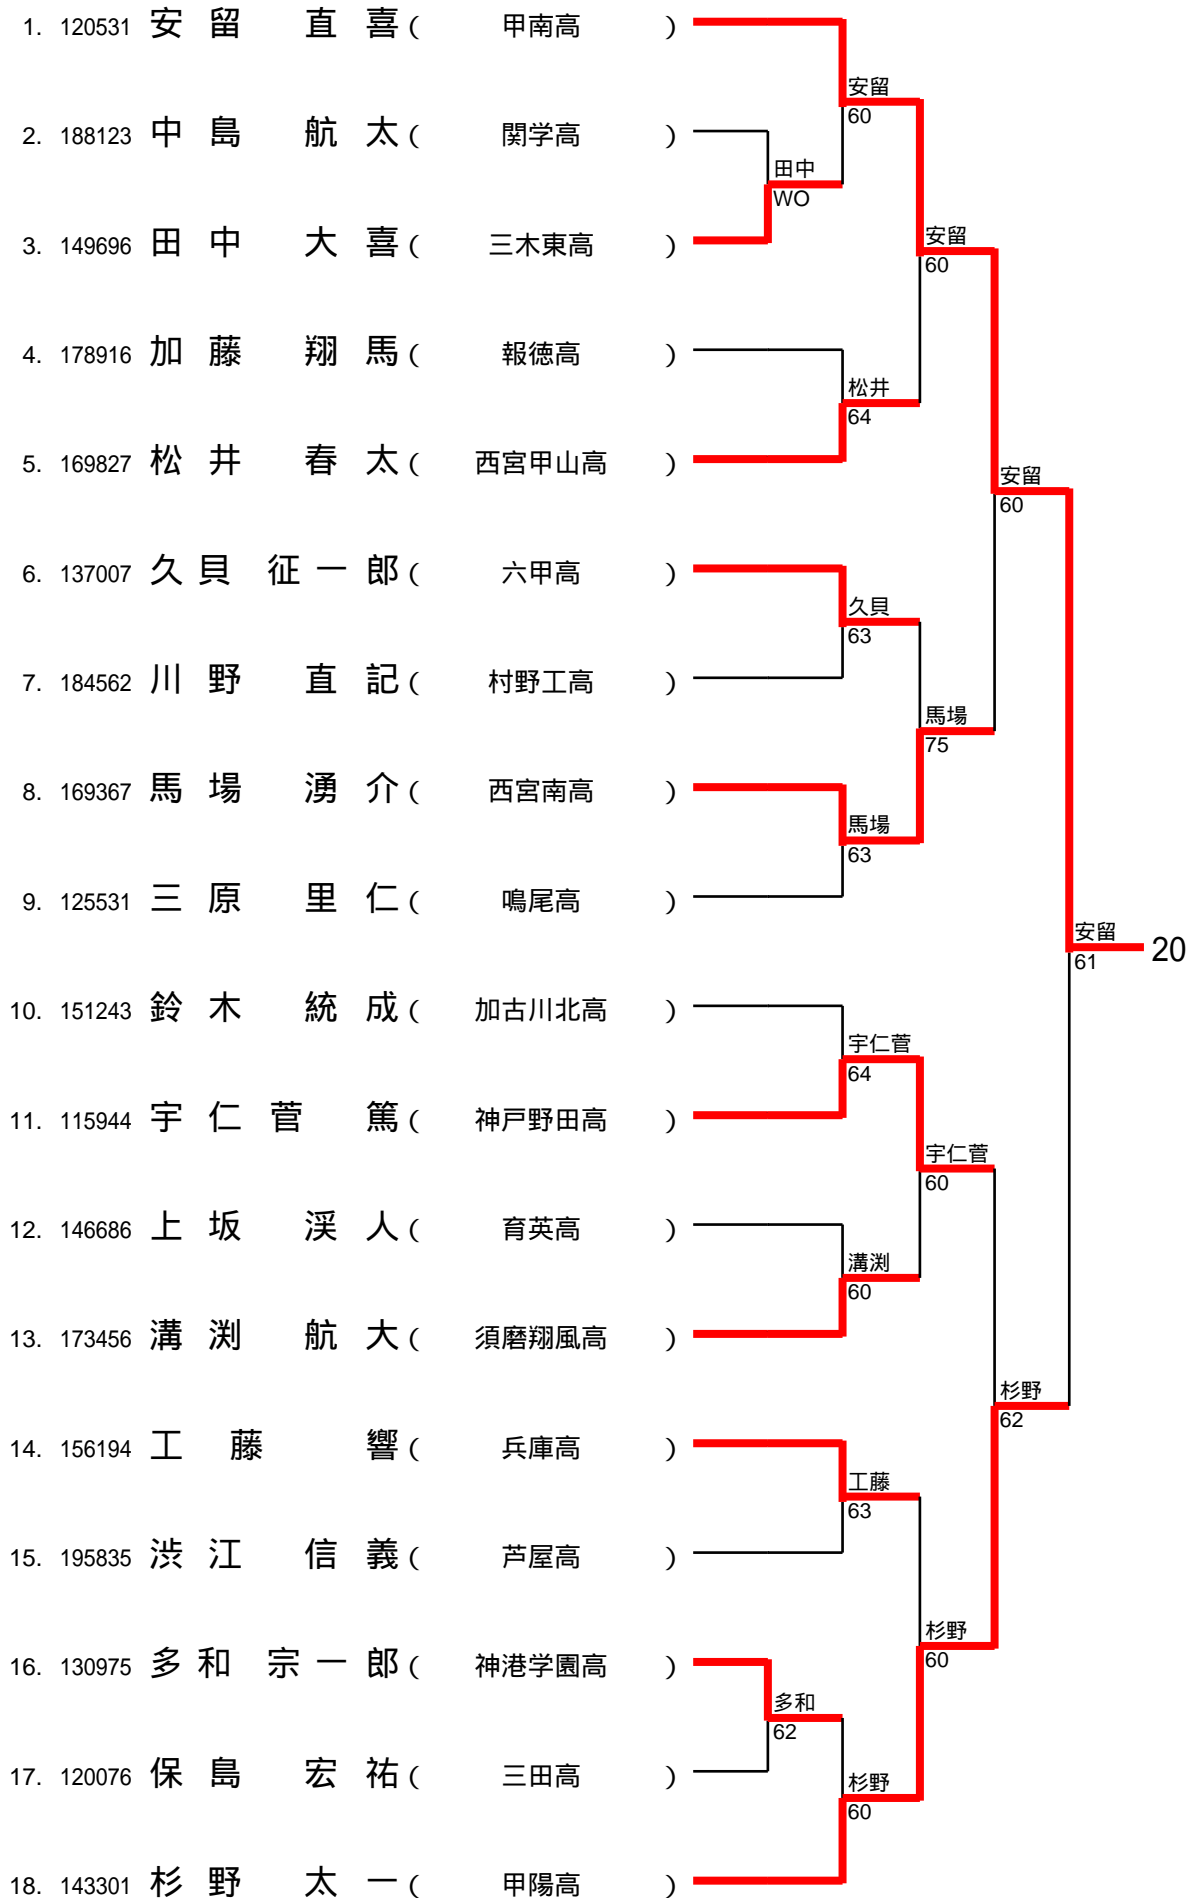 1. 120531 安留 直喜 ( 甲南高 )
安留
60
2. 188123 中島 航太 ( 関学高 )
田中
WO
3. 149696 田中 大喜 ( 三木東高 )
安留
60
4. 178916 加藤 翔馬 ( 報徳高 )
松井
64
5. 169827 松井 春太 ( 西宮甲山高 )
安留
60
6. 137007 久貝 征一郎 ( 六甲高 )
久貝
63
7. 184562 川野 直記 ( 村野工高 )
馬場
75
8. 169367 馬場 湧介 ( 西宮南高 )
馬場
63
9. 125531 三原 里仁 ( 鳴尾高 )
安留
61
20
10. 151243 鈴木 統成 ( 加古川北高 )
宇仁菅
64
11. 115944 宇仁菅 篤 ( 神戸野田高 )
宇仁菅
60
12. 146686 上坂 渓人 ( 育英高 )
溝渕
60
13. 173456 溝渕 航大 ( 須磨翔風高 )
杉野
62
14. 156194 工藤 響 ( 兵庫高 )
工藤
63
15. 195835 渋江 信義 ( 芦屋高 )
杉野
60
16. 130975 多和 宗一郎 ( 神港学園高 )
多和
62
17. 120076 保島 宏祐 ( 三田高 )
杉野
60
18. 143301 杉野 太一 ( 甲陽高 )